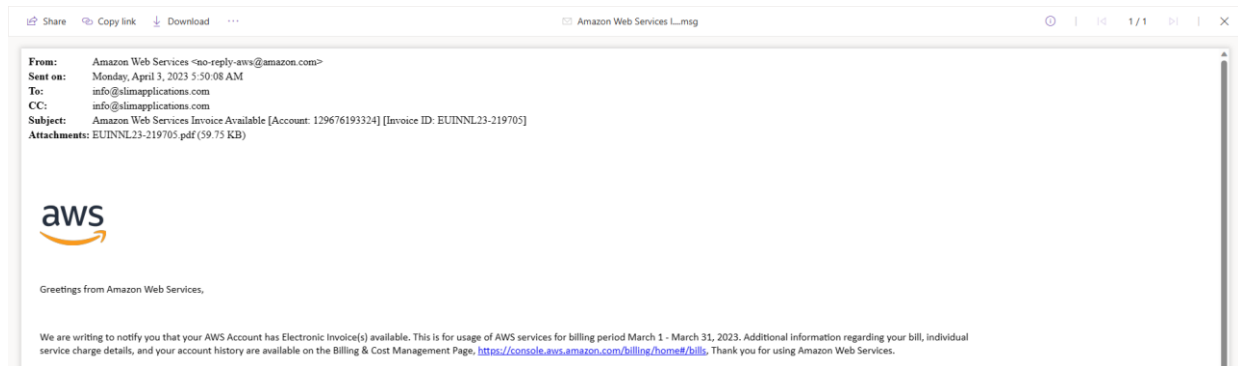 Share Copy link Download ··· Amazon Web Services I...msg 1 / 1
From: Amazon Web Services <no-reply-aws@amazon.com>
Sent on: Monday, April 3, 2023 5:50:08 AM
To: info@slimapplications.com
CC: info@slimapplications.com
Subject: Amazon Web Services Invoice Available [Account: 129676193324] [Invoice ID: EUINNL23-219705]
Attachments: EUINNL23-219705.pdf (59.75 KB)
aws
Greetings from Amazon Web Services,
We are writing to notify you that your AWS Account has Electronic Invoice(s) available. This is for usage of AWS services for billing period March 1 - March 31, 2023. Additional information regarding your bill, individual
service charge details, and your account history are available on the Billing & Cost Management Page, https://console.aws.amazon.com/billing/home#/bills, Thank you for using Amazon Web Services.